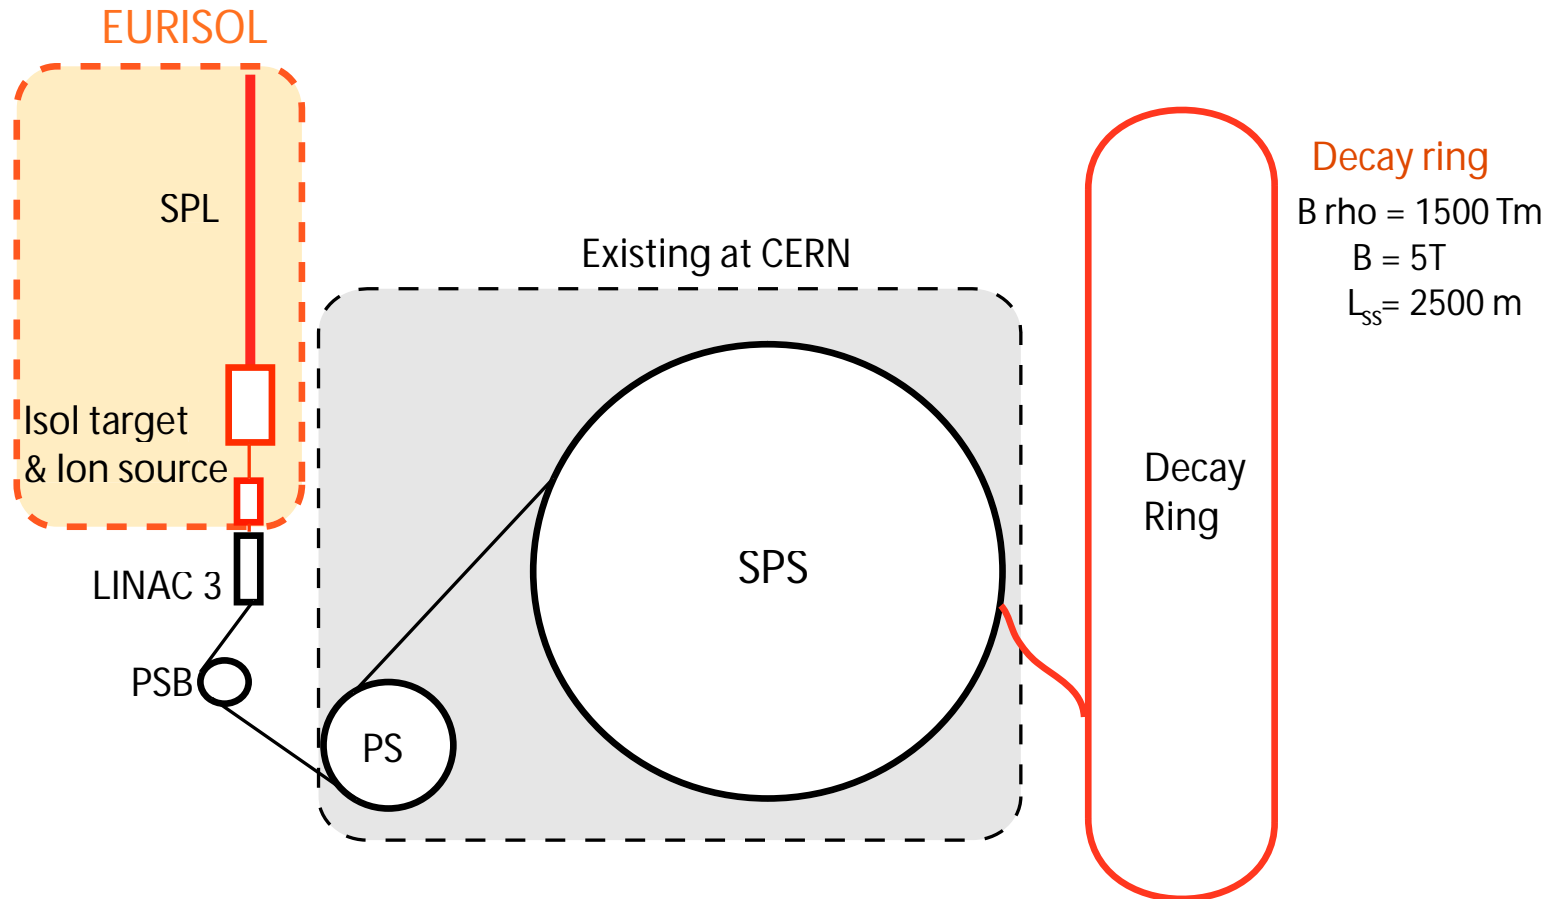 EURISOL
SPL
Isol target
& Ion source
LINAC 3
PSB
PS
Existing at CERN
SPS
Decay
Ring
Decay ring
B rho = 1500 Tm
B = 5T
Lss= 2500 m